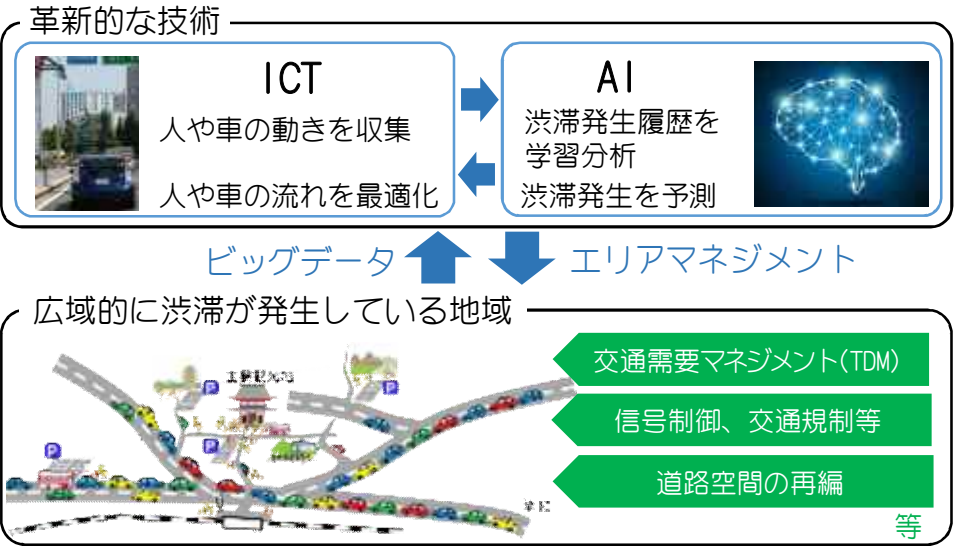 革新的な技術
ICT
人や車の動きを収集
人や車の流れを最適化
AI
渋滞発生履歴を
学習分析
渋滞発生を予測
ビッグデータ
エリアマネジメント
広域的に渋滞が発生している地域
交通需要マネジメント(TDM)
信号制御、交通規制等
道路空間の再編
等
P
P
P
P